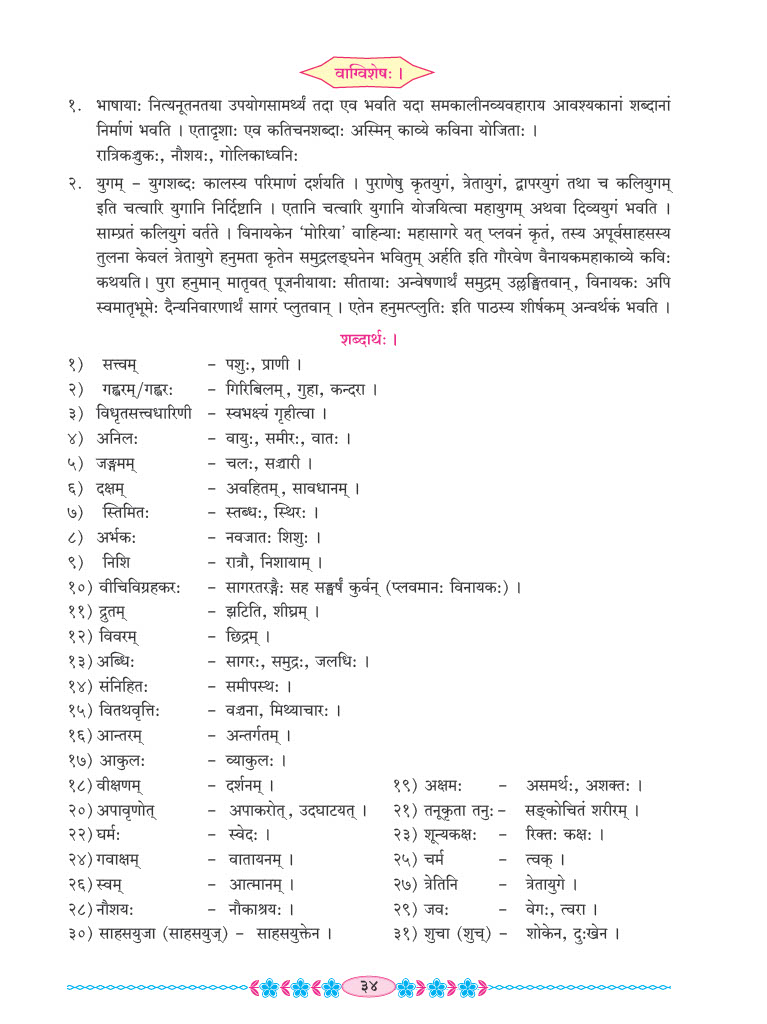 वाग्विशेषः ।
१. भाषायाः नित्यनूतनतया उपयोगसामर्थ्यं तदा एव भवति यदा समकालीनव्यवहाराय आवश्यकानां शब्दानां
निर्माणं भवति । एतादृशाः एव कतिचनशब्दाः अस्मिन् काव्ये कविना योजिताः ।
रात्रिकञ्चुकः, नौशयः, गोलिकाध्वनिः
२. युगम् – युगशब्दः कालस्य परिमाणं दर्शयति । पुराणेषु कृतयुगं, त्रेतायुगं, द्वापरयुगं तथा च कलियुगम्
इति चत्वारि युगानि निर्दिष्टानि । एतानि चत्वारि युगानि योजयित्वा महायुगम् अथवा दिव्ययुगं भवति ।
साम्प्रतं कलियुगं वर्तते । विनायकेन ‘मोरिया’ वाहिन्याः महासागरे यत् प्लवनं कृतं, तस्य अपूर्वसाहसस्य
तुलना केवलं त्रेतायुगे हनुमता कृतेन समुद्रलङ्घनेन भवितुम् अर्हति इति गौरवेण वैनायकमहाकाव्ये कविः
कथयति। पुरा हनुमान् मातृवत् पूजनीयायाः सीतायाः अन्वेषणार्थं समुद्रम् उल्लङ्घितवान्, विनायकः अपि
स्वमातृभूमेः दैन्यनिवारणार्थं सागरं प्लुतवान् । एतेन हनुमत्प्लुतिः इति पाठस्य शीर्षकम् अन्वर्थकं भवति ।
शब्दार्थः ।
१) सत्त्वम् – पशुः, प्राणी ।
२) गह्वरम्/गह्वरः – गिरिबिलम्, गुहा, कन्दरा ।
३) विधृतसत्त्वधारिणी – स्वभक्ष्यं गृहीत्वा ।
४) अनिलः – वायुः, समीरः, वातः ।
५) जङ्गमम् – चलः, सञ्चारी ।
६) दक्षम् – अवहितम्, सावधानम् ।
७) स्तिमितः – स्तब्धः, स्थिरः ।
८) अर्भकः – नवजातः शिशुः ।
९) निशि – रात्रौ, निशायाम् ।
१०) वीचिविग्रहकरः – सागरतरङ्गैः सह सङ्घर्षं कुर्वन् (प्लवमानः विनायकः) ।
११) द्रुतम् – झटिति, शीघ्रम् ।
१२) विवरम् – छिद्रम् ।
१३) अब्धिः – सागरः, समुद्रः, जलधिः ।
१४) संनिहितः – समीपस्थः ।
१५) वितथवृत्तिः – वञ्चना, मिथ्याचारः ।
१६) आन्तरम् – अन्तर्गतम् ।
१७) आकुलः – व्याकुलः ।
१८) वीक्षणम् – दर्शनम् । १९) अक्षमः – असमर्थः, अशक्तः ।
२०) अपावृणोत् – अपाकरोत्, उदघाटयत् । २१) तनूकृता तनुः – सङ्कोचितं शरीरम् ।
२२) घर्मः – स्वेदः । २३) शून्यकक्षः – रिक्तः कक्षः ।
२४) गवाक्षम् – वातायनम् । २५) चर्म – त्वक् ।
२६) स्वम् – आत्मानम् । २७) त्रेतिनि – त्रेतायुगे ।
२८) नौशयः – नौकाश्रयः । २९) जवः – वेगः, त्वरा ।
३०) साहसयुजा (साहसयुज्) – साहसयुक्तेन । ३१) शुचा (शुच्) – शोकेन, दुःखेन ।
३४